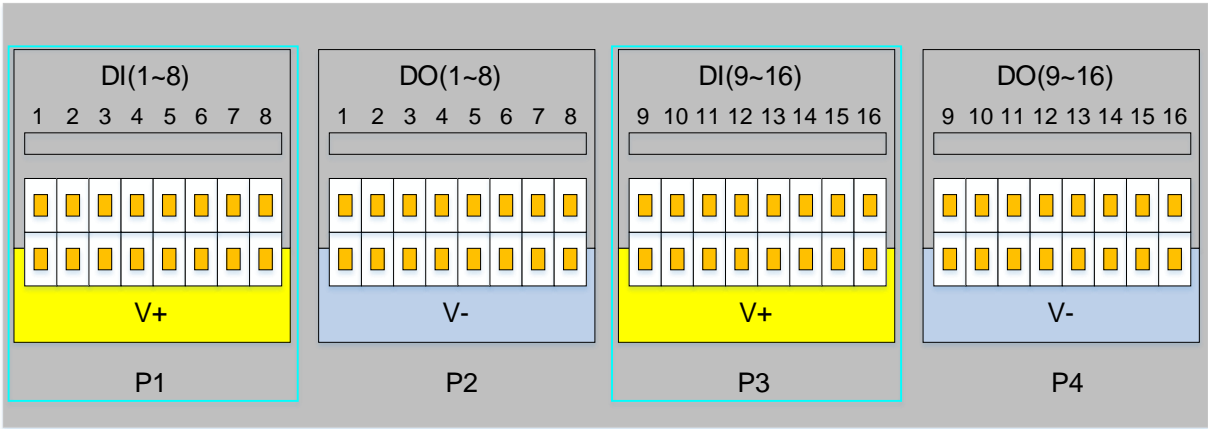 DI(1~8)
1 2 3 4 5 6 7 8
V+
P1
DO(1~8)
1 2 3 4 5 6 7 8
V-
P2
DI(9~16)
9 10 11 12 13 14 15 16
V+
P3
DO(9~16)
9 10 11 12 13 14 15 16
V-
P4